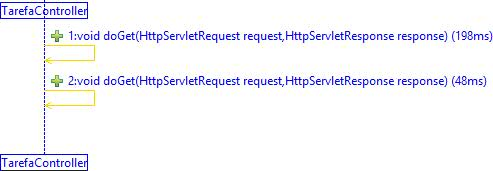 TarefaController
1:void doGet(HttpServletRequest request,HttpServletResponse response) (198ms)
2:void doGet(HttpServletRequest request,HttpServletResponse response) (48ms)
TarefaController